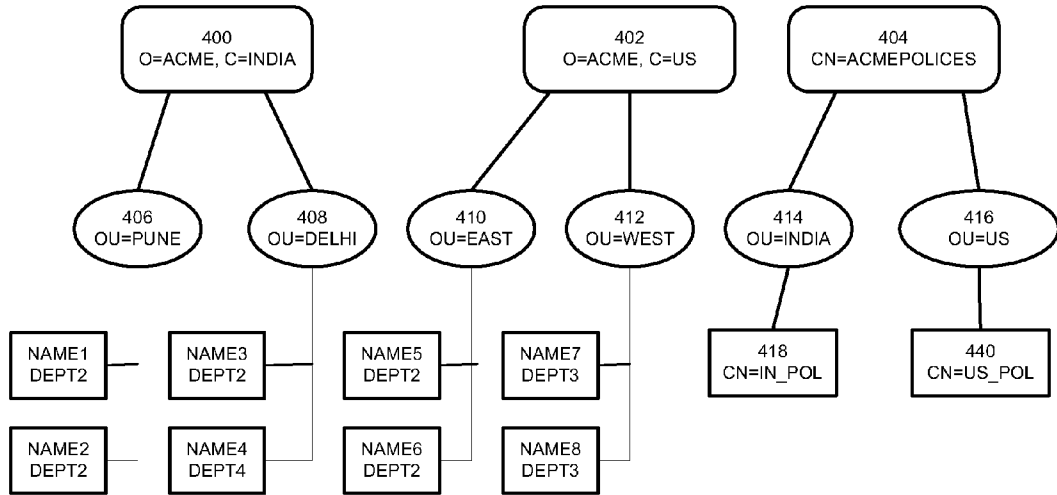 400
O=ACME, C=INDIA
402
O=ACME, C=US
404
CN=ACMEPOLICES
406
OU=PUNE
408
OU=DELHI
410
OU=EAST
412
OU=WEST
414
OU=INDIA
416
OU=US
NAME1
DEPT2
NAME3
DEPT2
NAME5
DEPT2
NAME7
DEPT3
418
CN=IN_POL
440
CN=US_POL
NAME2
DEPT2
NAME4
DEPT4
NAME6
DEPT2
NAME8
DEPT3